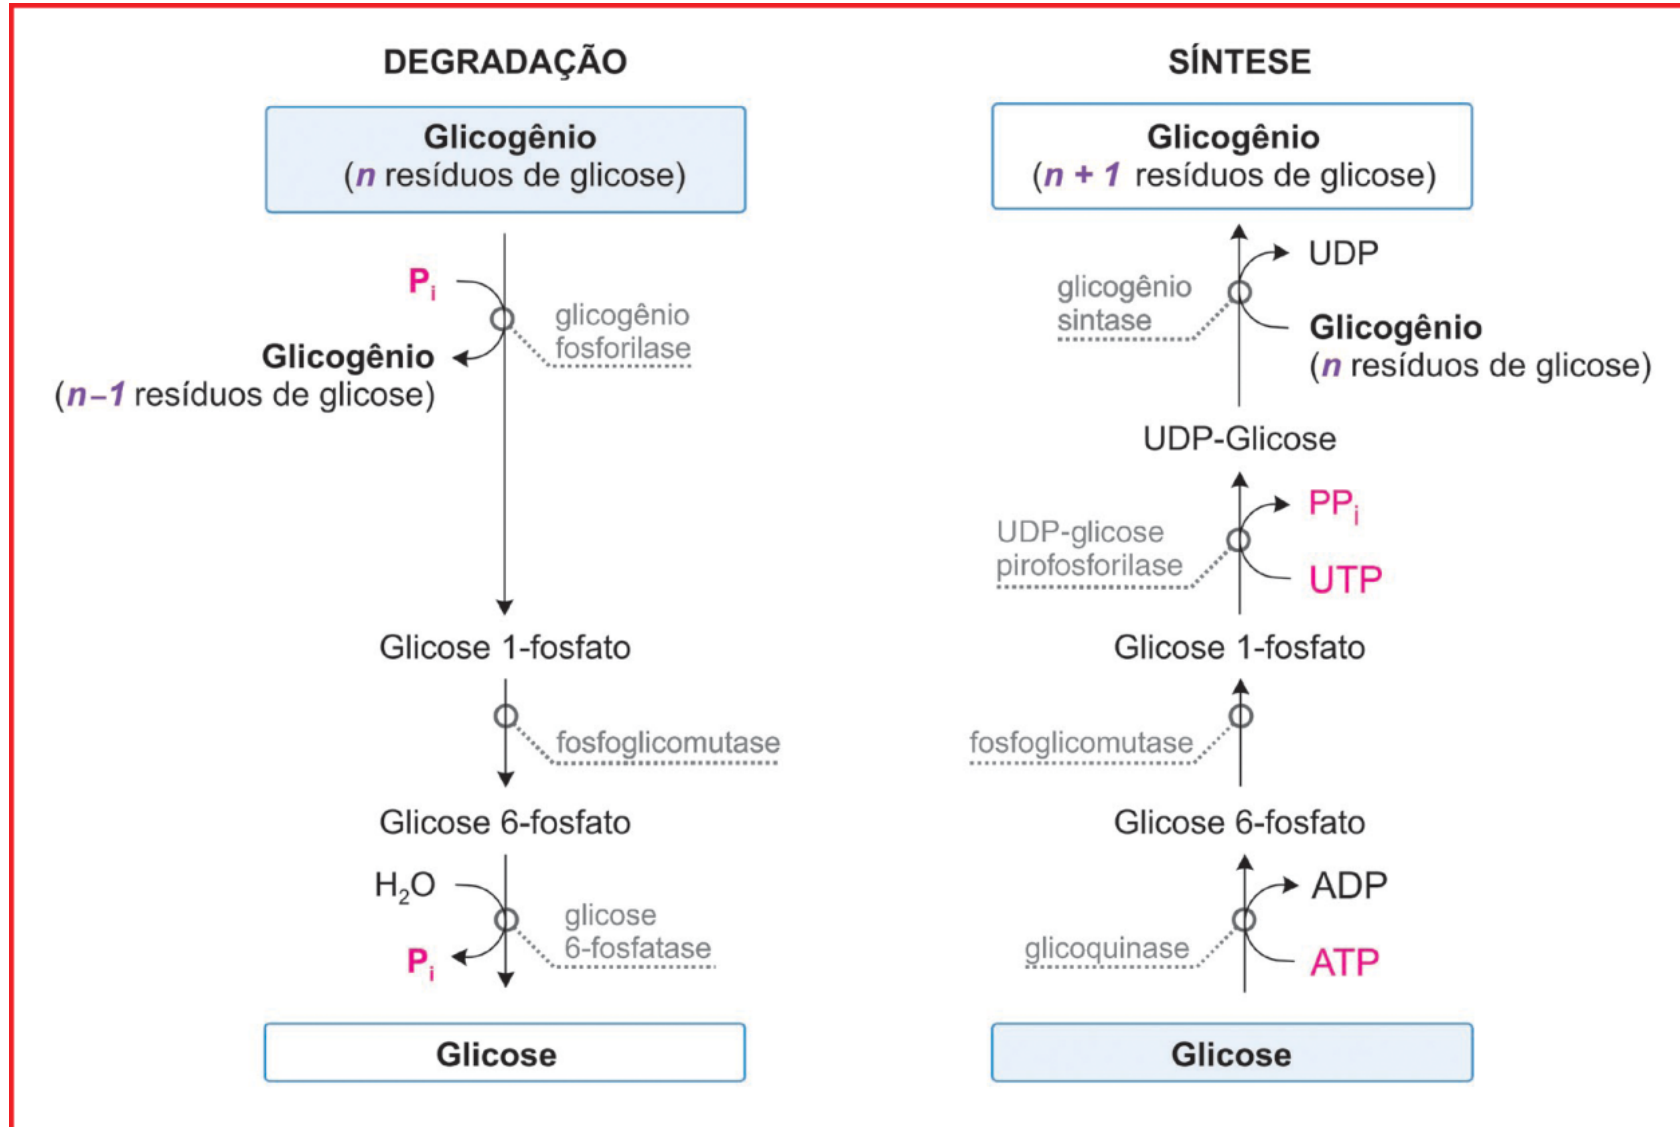 DEGRADAÇÃO
Glicogênio
(n resíduos de glicose)
Pi
glicogênio
fosforilase
Glicogênio
(n–1 resíduos de glicose)
Glicose 1-fosfato
fosfoglicomutase
Glicose 6-fosfato
H2O
glicose
6-fosfatase
Pi
Glicose
SÍNTESE
Glicogênio
(n + 1 resíduos de glicose)
UDP
glicogênio
sintase
Glicogênio
(n resíduos de glicose)
UDP-Glicose
PPi
UDP-glicose
pirofosforilase
UTP
Glicose 1-fosfato
fosfoglicomutase
Glicose 6-fosfato
ADP
glicoquinase
ATP
Glicose